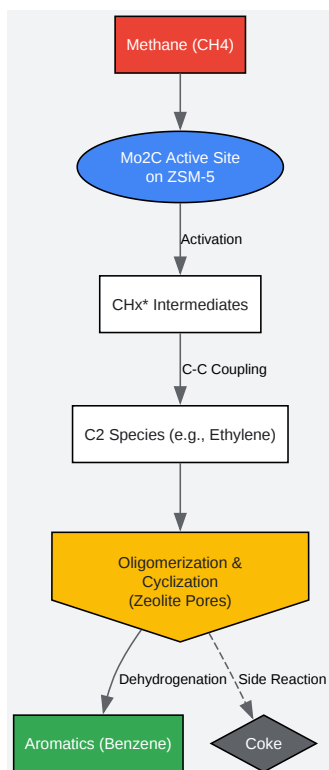 Methane (CH4)
Mo2C Active Site
on ZSM-5
Activation
CHx* Intermediates
C-C Coupling
C2 Species (e.g., Ethylene)
Oligomerization &
Cyclization
(Zeolite Pores)
Dehydrogenation
Side Reaction
Aromatics (Benzene)
Coke